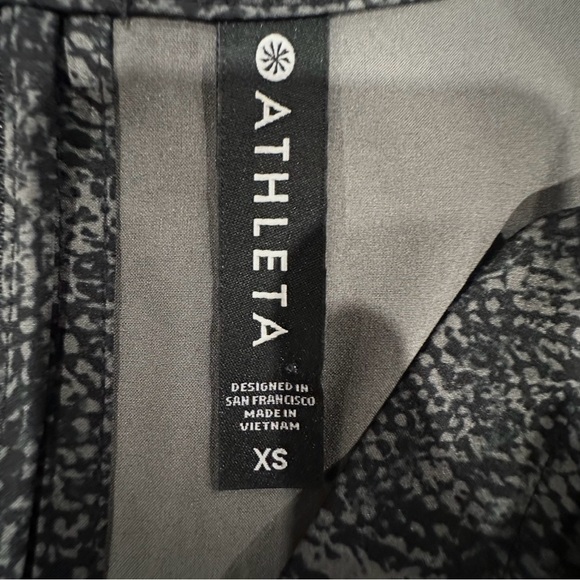 ATHLETA
DESIGNED IN
SAN FRANCISCO
MADE IN
VIETNAM
XS